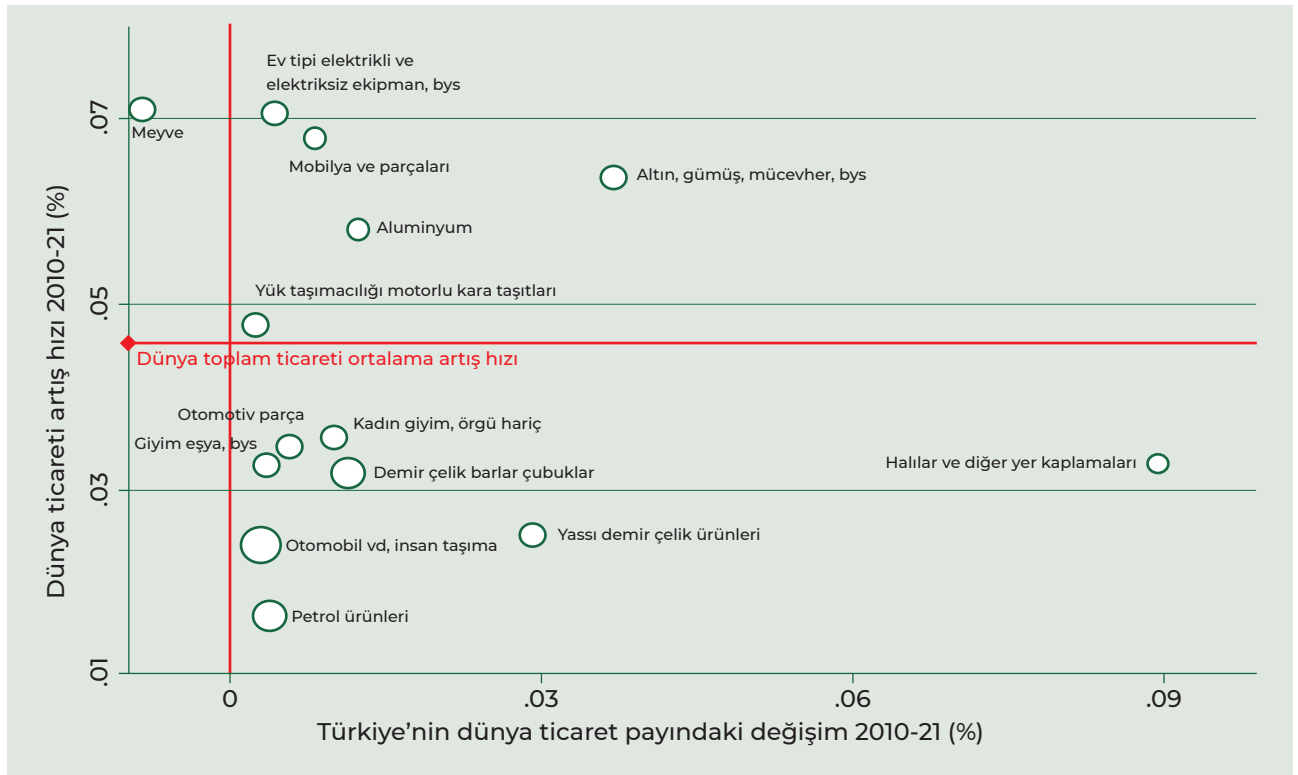 Ev tipi elektrikli ve
elektriksiz ekipman, bys
Meyve
Mobilya ve parçaları
Altın, gümüş, mücevher, bys
Aluminyum
Yük taşımacılığı motorlu kara taşıtları
Dünya toplam ticareti ortalama artış hızı
Otomotiv parça
Kadın giyim, örgü hariç
Giyim eşya, bys
Halılar ve diğer yer kaplamaları
Demir çelik barlar çubuklar
Yassı demir çelik ürünleri
Otomobil vd, insan taşıma
Petrol ürünleri
Dünya ticareti artış hızı 2010-21 (%)
.07
.05
.03
.01
0
.03
.06
.09
Türkiye’nin dünya ticaret payındaki değişim 2010-21 (%)